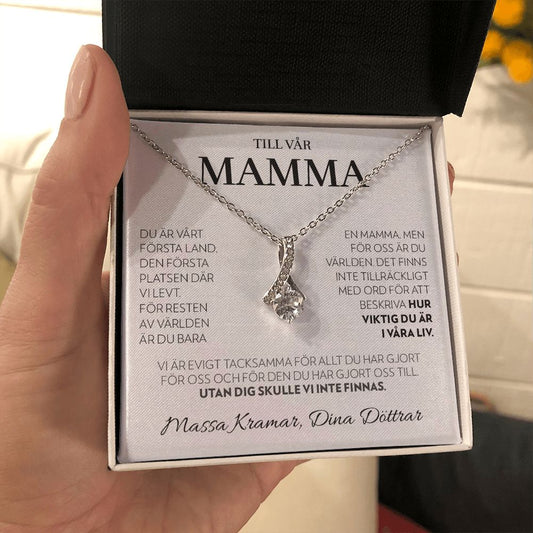 TILL VÅR
MAMMA
DU ÄR VÅRT
FÖRSTA LAND,
DEN FÖRSTA
PLATSEN DÄR
VI LEVT.
FÖR RESTEN
AV VÄRLDEN
ÄR DU BARA
EN MAMMA, MEN
FÖR OSS ÄR DU
VÄRLDEN. DET FINNS
INTE TILLRÄCKLIGT
MED ORD FÖR ATT
BESKRIVA HUR
VIKTIG DU ÄR
I VÅRA LIV.
VI ÄR EVIGT TACKSAMMA FÖR ALLT DU HAR GJORT
FÖR OSS OCH FÖR DEN DU HAR GJORT OSS TILL.
UTAN DIG SKULLE VI INTE FINNAS.
Massa Kramar, Dina Döttrar